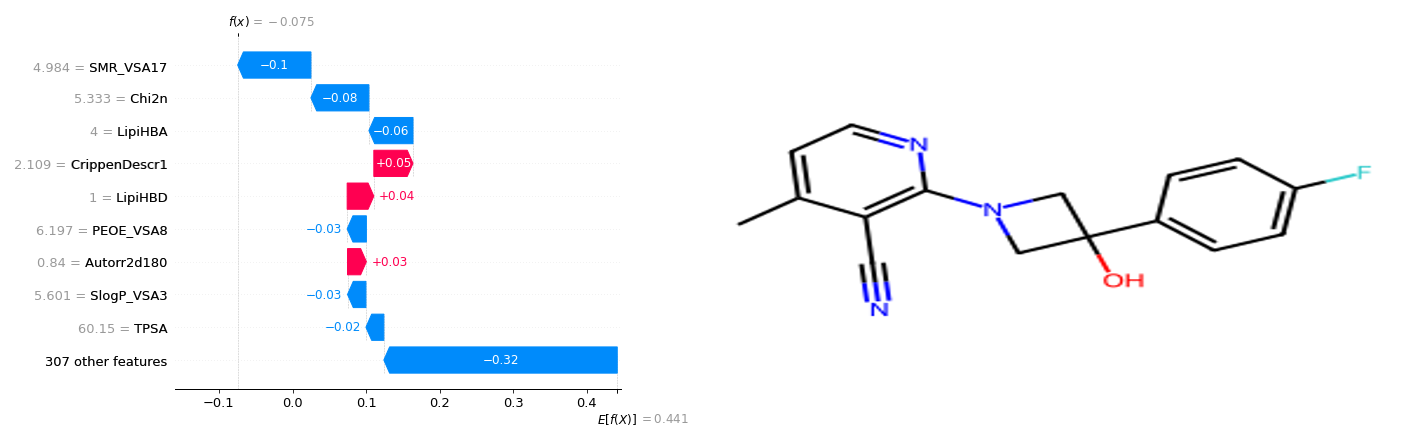 f(x) = −0.075
4.984 = SMR_VSA17
−0.1
5.333 = Chi2n
−0.08
4 = LipiHBA
−0.06
2.109 = CrippenDescr1
+0.05
1 = LipiHBD
+0.04
6.197 = PEOE_VSA8
−0.03
0.84 = Autorr2d180
+0.03
5.601 = SlogP_VSA3
−0.03
60.15 = TPSA
−0.02
307 other features
−0.32
−0.1 0.0 0.1 0.2 0.3 0.4
E[f(X)] = 0.441
N
N
F
OH
N